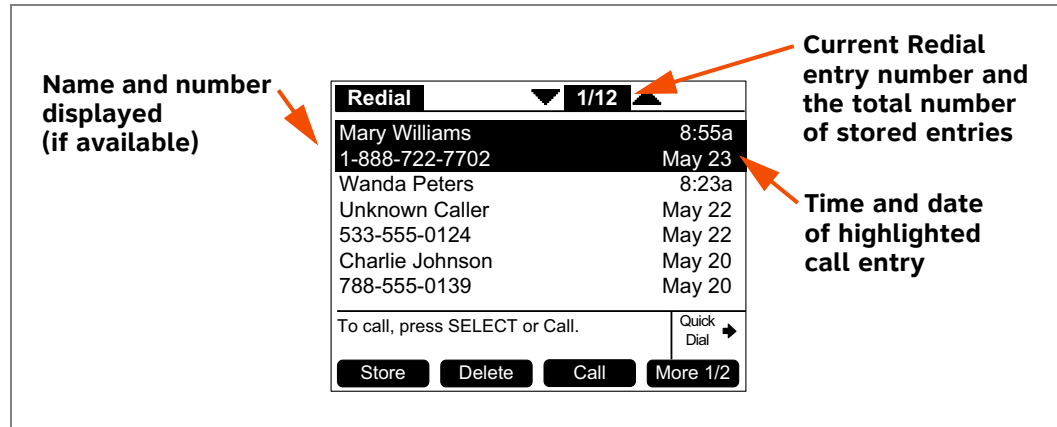 Name and number
displayed
(if available)
Current Redial
entry number and
the total number
of stored entries
Time and date
of highlighted
call entry
Redial 1/12
Mary Williams 8:55a
1-888-722-7702 May 23
Wanda Peters 8:23a
Unknown Caller May 22
533-555-0124 May 22
Charlie Johnson May 20
788-555-0139 May 20
To call, press SELECT or Call.
Quick
Dial
Store Delete Call More 1/2